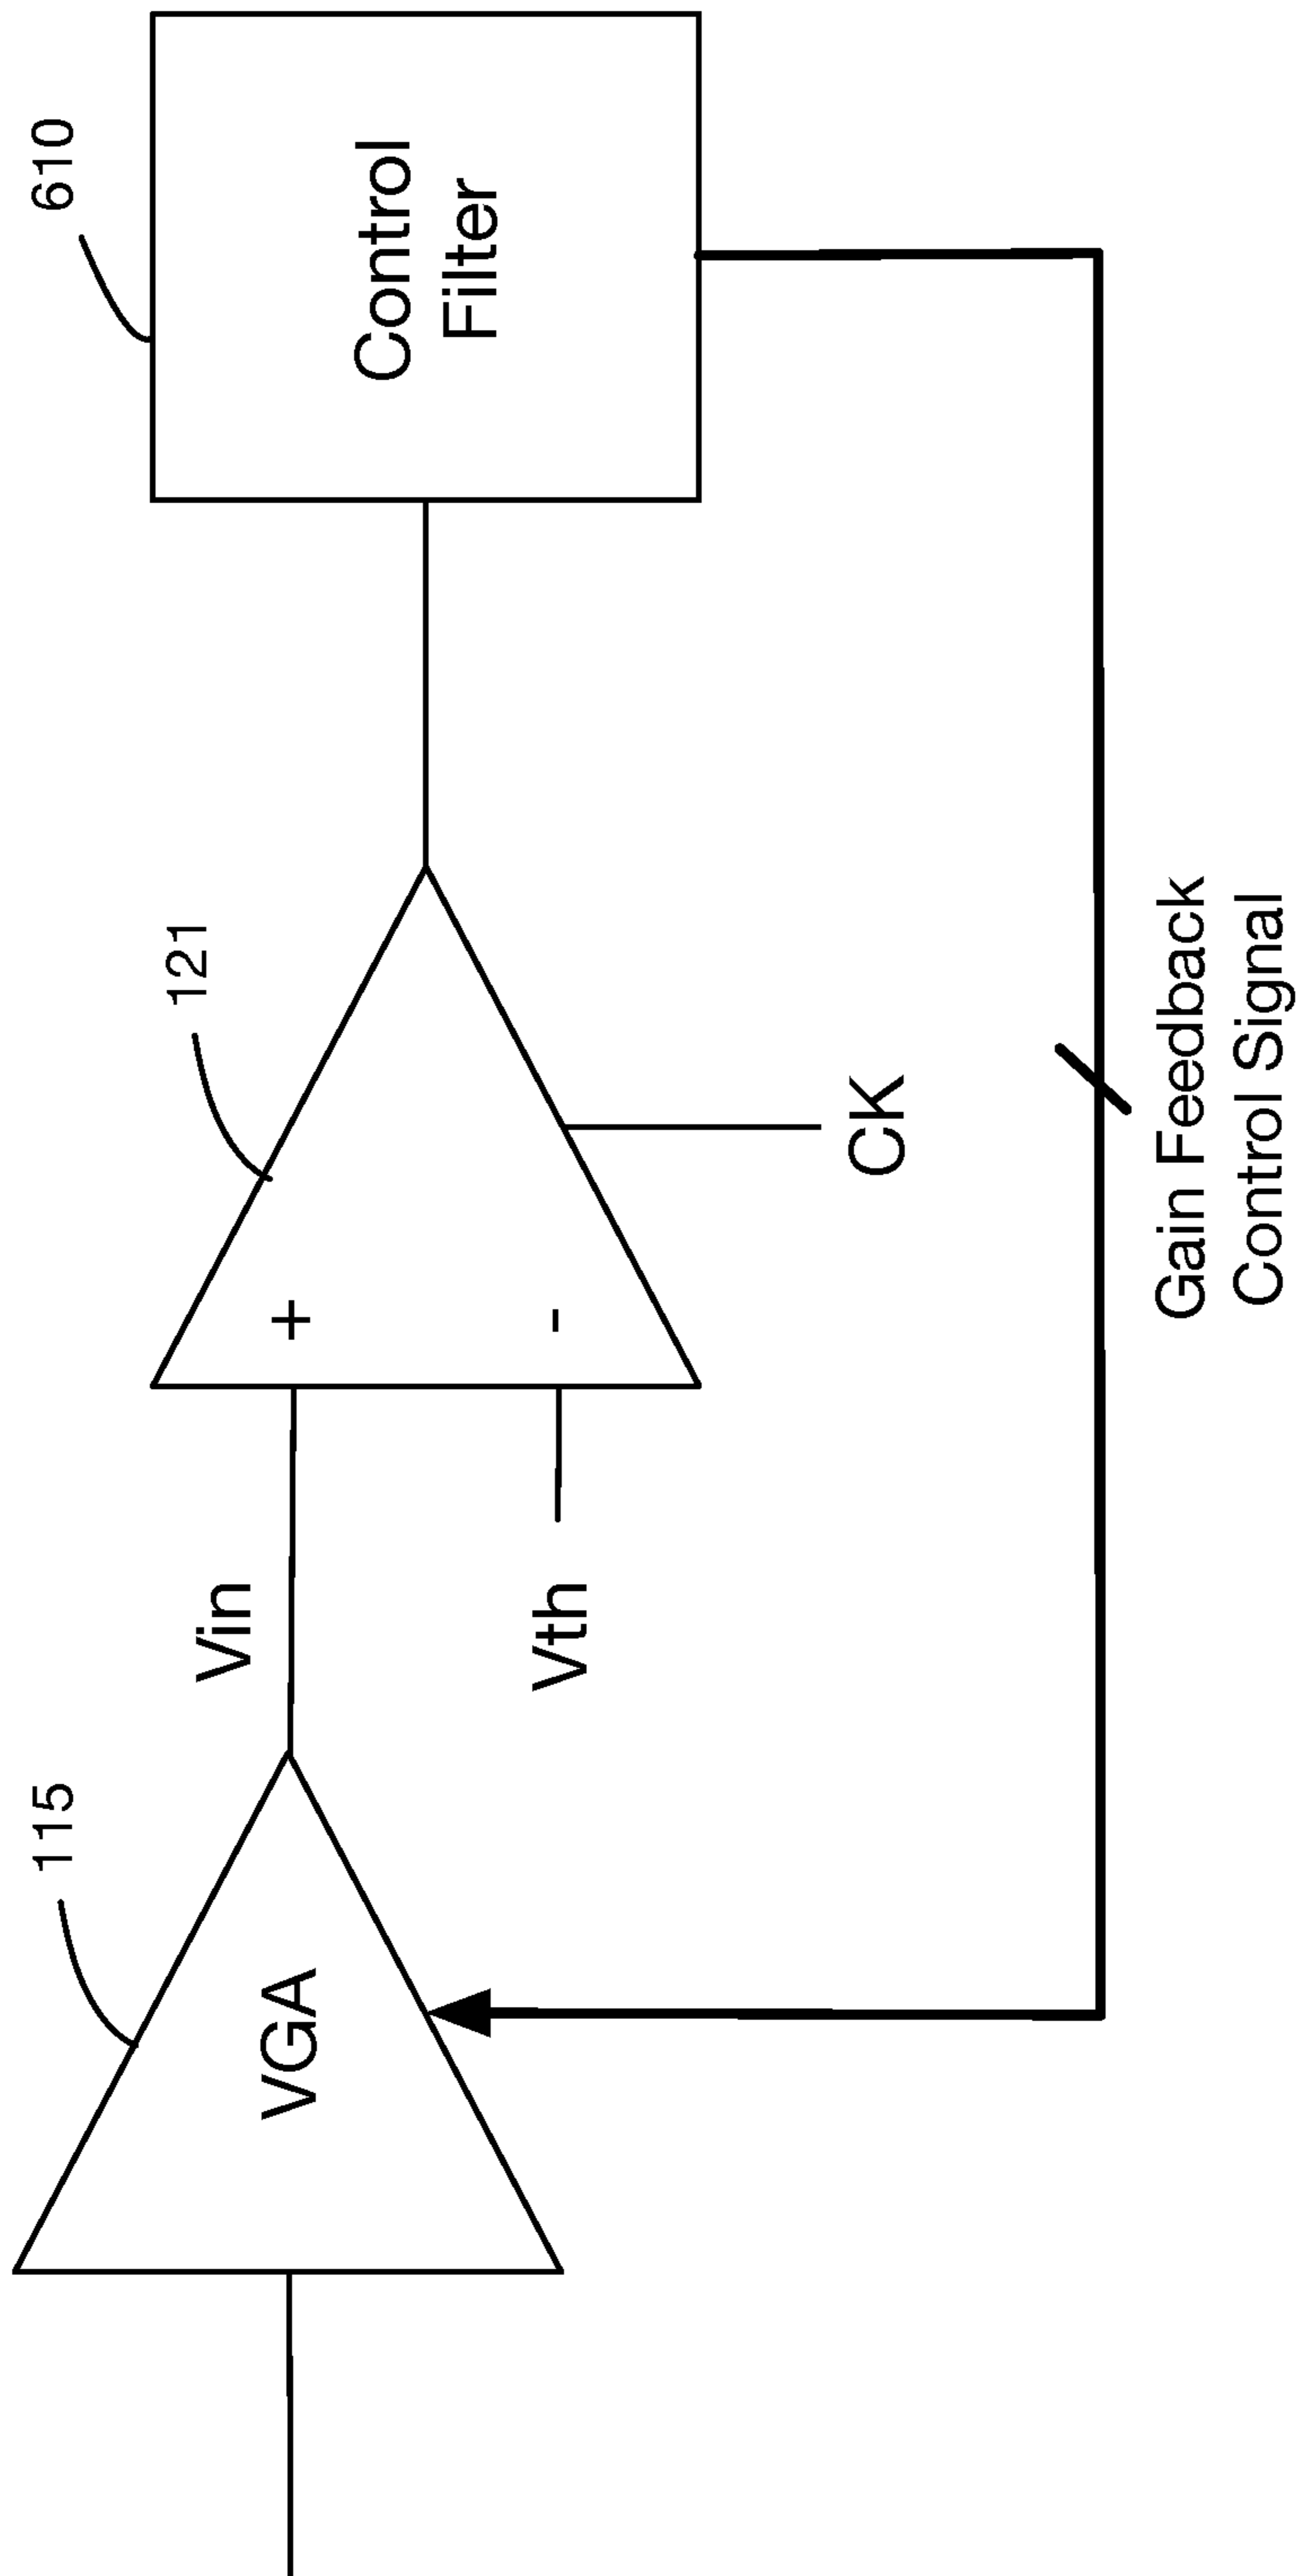 115
VGA
Vin
Vth
+
-
121
CK
610
Control
Filter
Gain Feedback
Control Signal